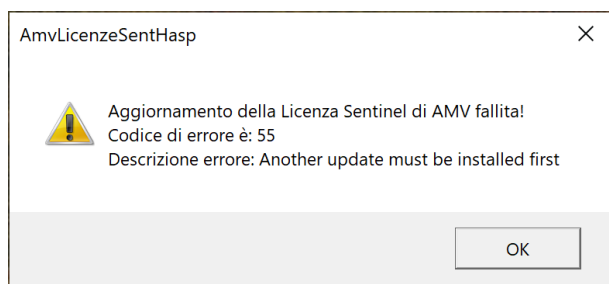 AmvLicenzeSentHasp
Aggiornamento della Licenza Sentinel di AMV fallita!
Codice di errore è: 55
Descrizione errore: Another update must be installed first
OK